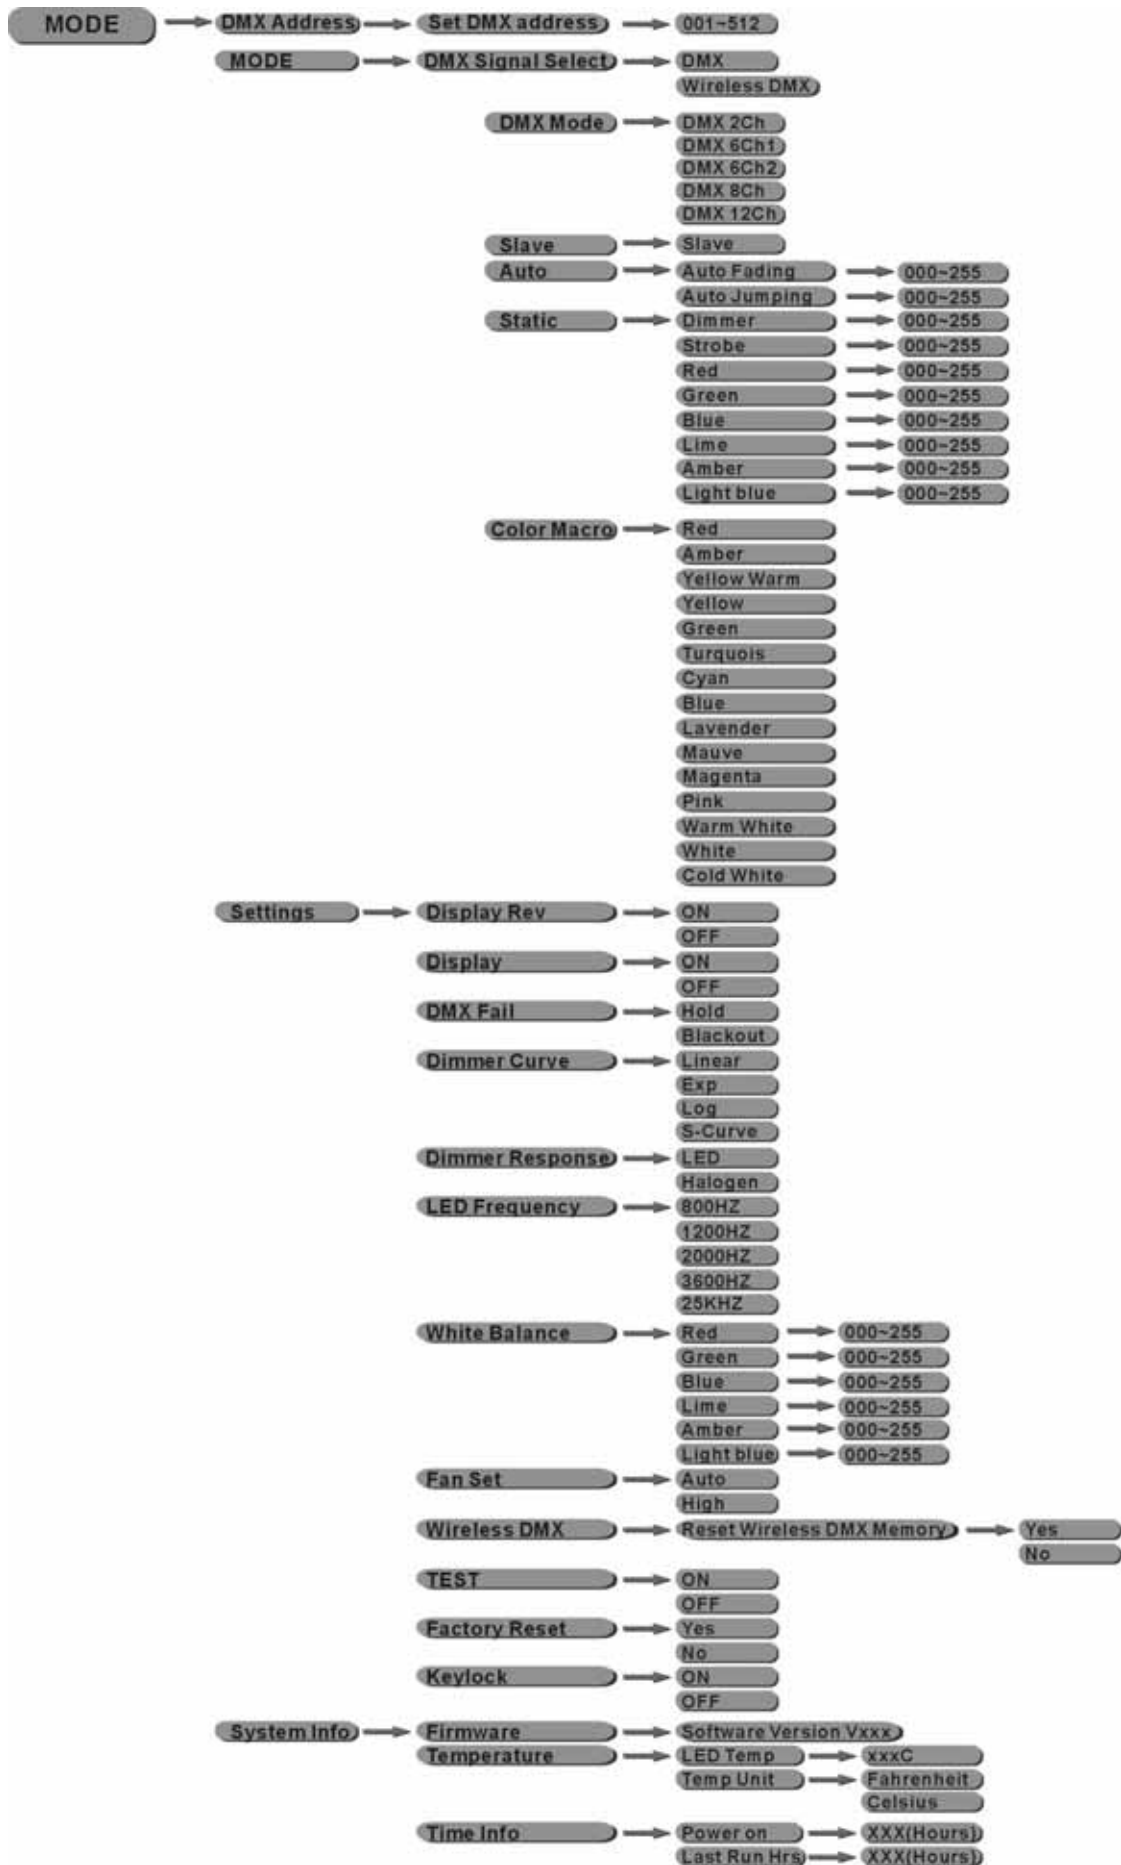 MODE DMX Address Set DMX address 001~512
MODE DMX Signal Select DMX
Wireless DMX
DMX Mode DMX 2Ch
DMX 6Ch1
DMX 6Ch2
DMX 8Ch
DMX 12Ch
Slave Slave
Auto Auto Fading 000~255
Auto Jumping 000~255
Static Dimmer 000~255
Strobe 000~255
Red 000~255
Green 000~255
Blue 000~255
Lime 000~255
Amber 000~255
Light blue 000~255
Color Macro Red
Amber
Yellow Warm
Yellow
Green
Turquois
Cyan
Blue
Lavender
Mauve
Magenta
Pink
Warm White
White
Cold White
Settings Display Rev ON
OFF
Display ON
OFF
DMX Fail Hold
Blackout
Dimmer Curve Linear
Exp
Log
S-Curve
Dimmer Response LED
Halogen
LED Frequency 800HZ
1200HZ
2000HZ
3600HZ
25KHZ
White Balance Red 000~255
Green 000~255
Blue 000~255
Lime 000~255
Amber 000~255
Light blue 000~255
Fan Set Auto
High
Wireless DMX Reset Wireless DMX Memory Yes
No
TEST ON
OFF
Factory Reset Yes
No
Keylock ON
OFF
System Info Firmware Software Version Vxxx
Temperature LED Temp xxxC
Temp Unit Fahrenheit
Celsius
Time Info Power on XXX(Hours)
Last Run Hrs XXX(Hours)